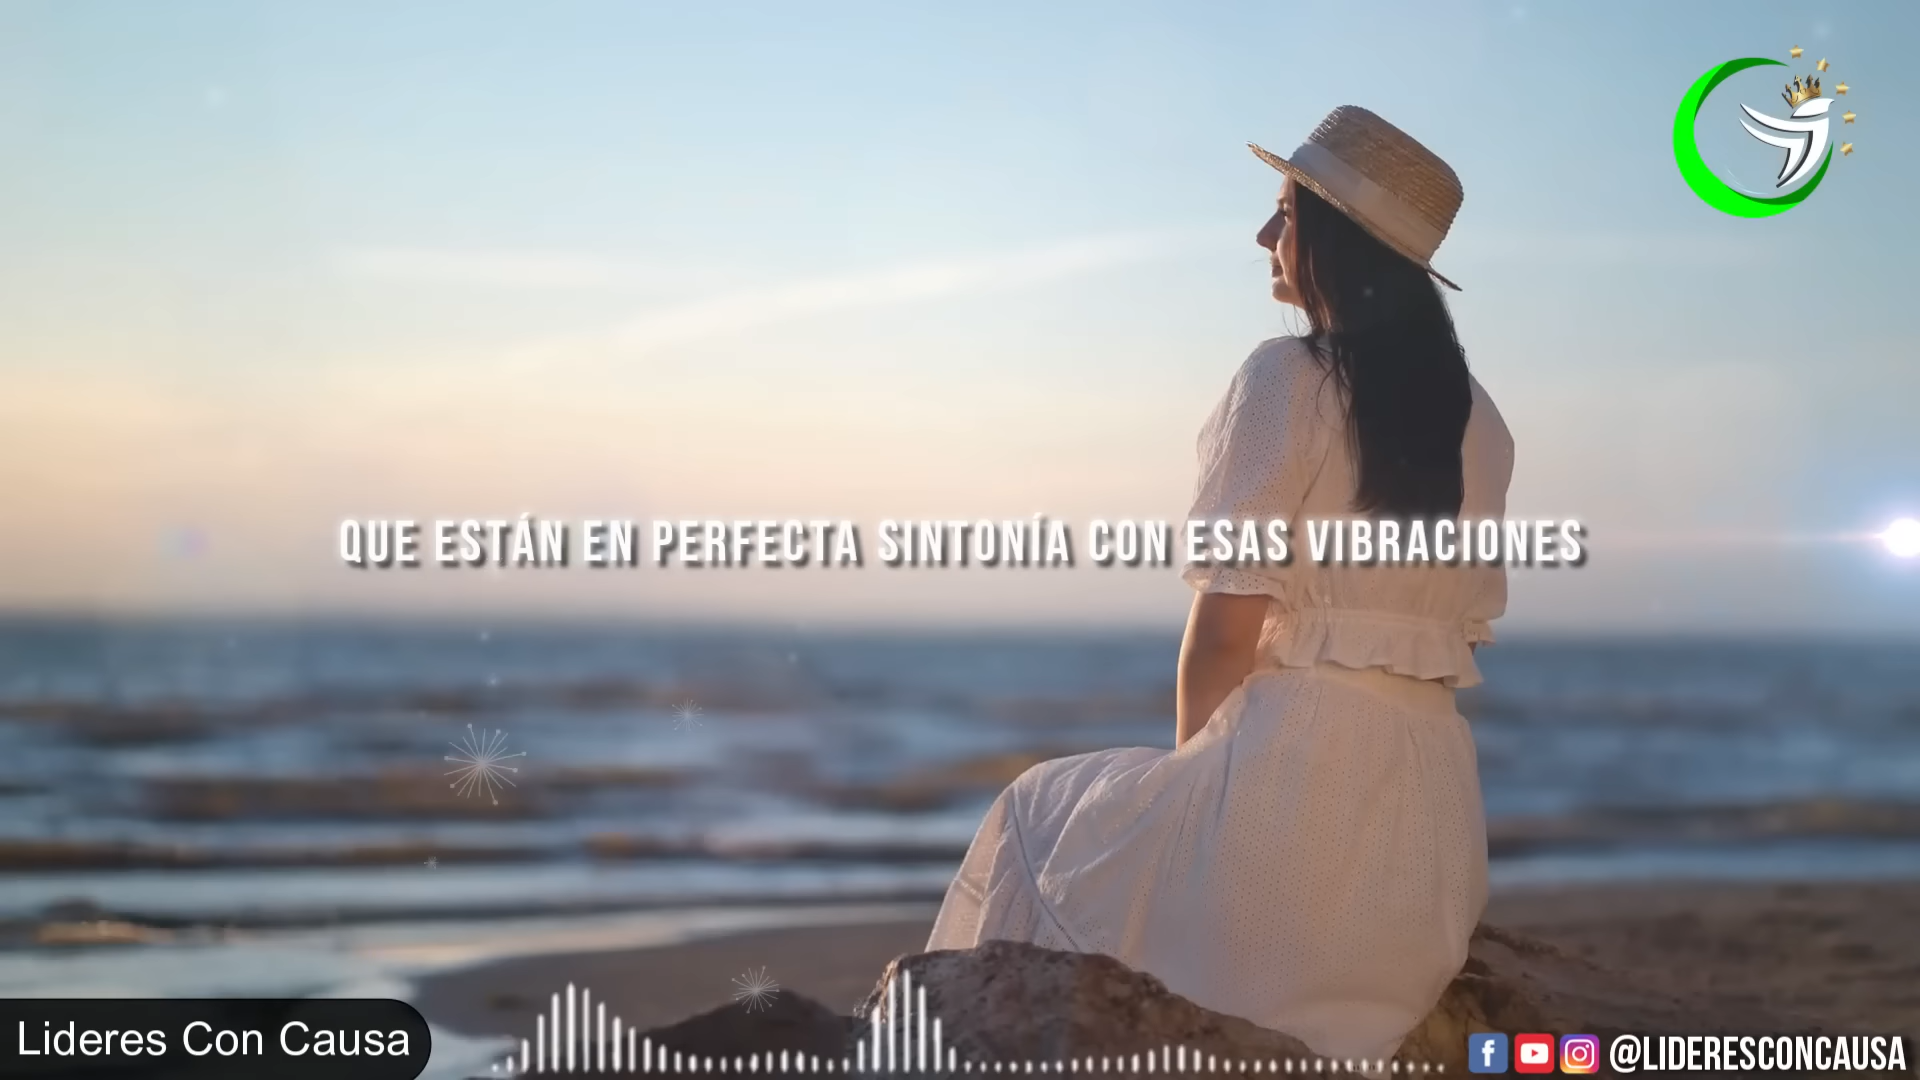 QUE ESTÁN EN PERFECTA SINTONÍA CON ESAS VIBRACIONES
Lideres Con Causa
@LIDERESCONCAUSA